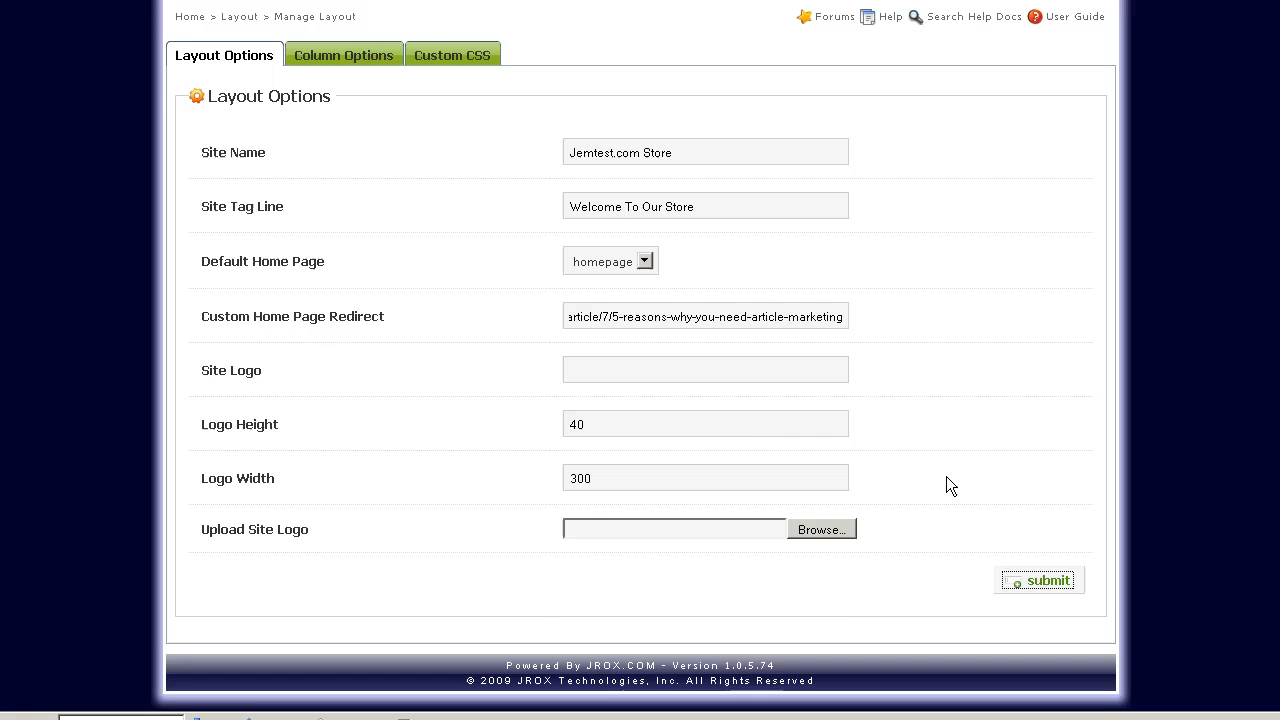 Home > Layout > Manage Layout
Forums Help Search Help Docs User Guide
Layout Options Column Options Custom CSS
Layout Options
Site Name Jemtest.com Store
Site Tag Line Welcome To Our Store
Default Home Page homepage
Custom Home Page Redirect article/7/5-reasons-why-you-need-article-marketing
Site Logo
Logo Height 40
Logo Width 300
Upload Site Logo Browse...
submit
Powered By JROX.COM - Version 1.0.5.74
© 2009 JROX Technologies, Inc. All Rights Reserved